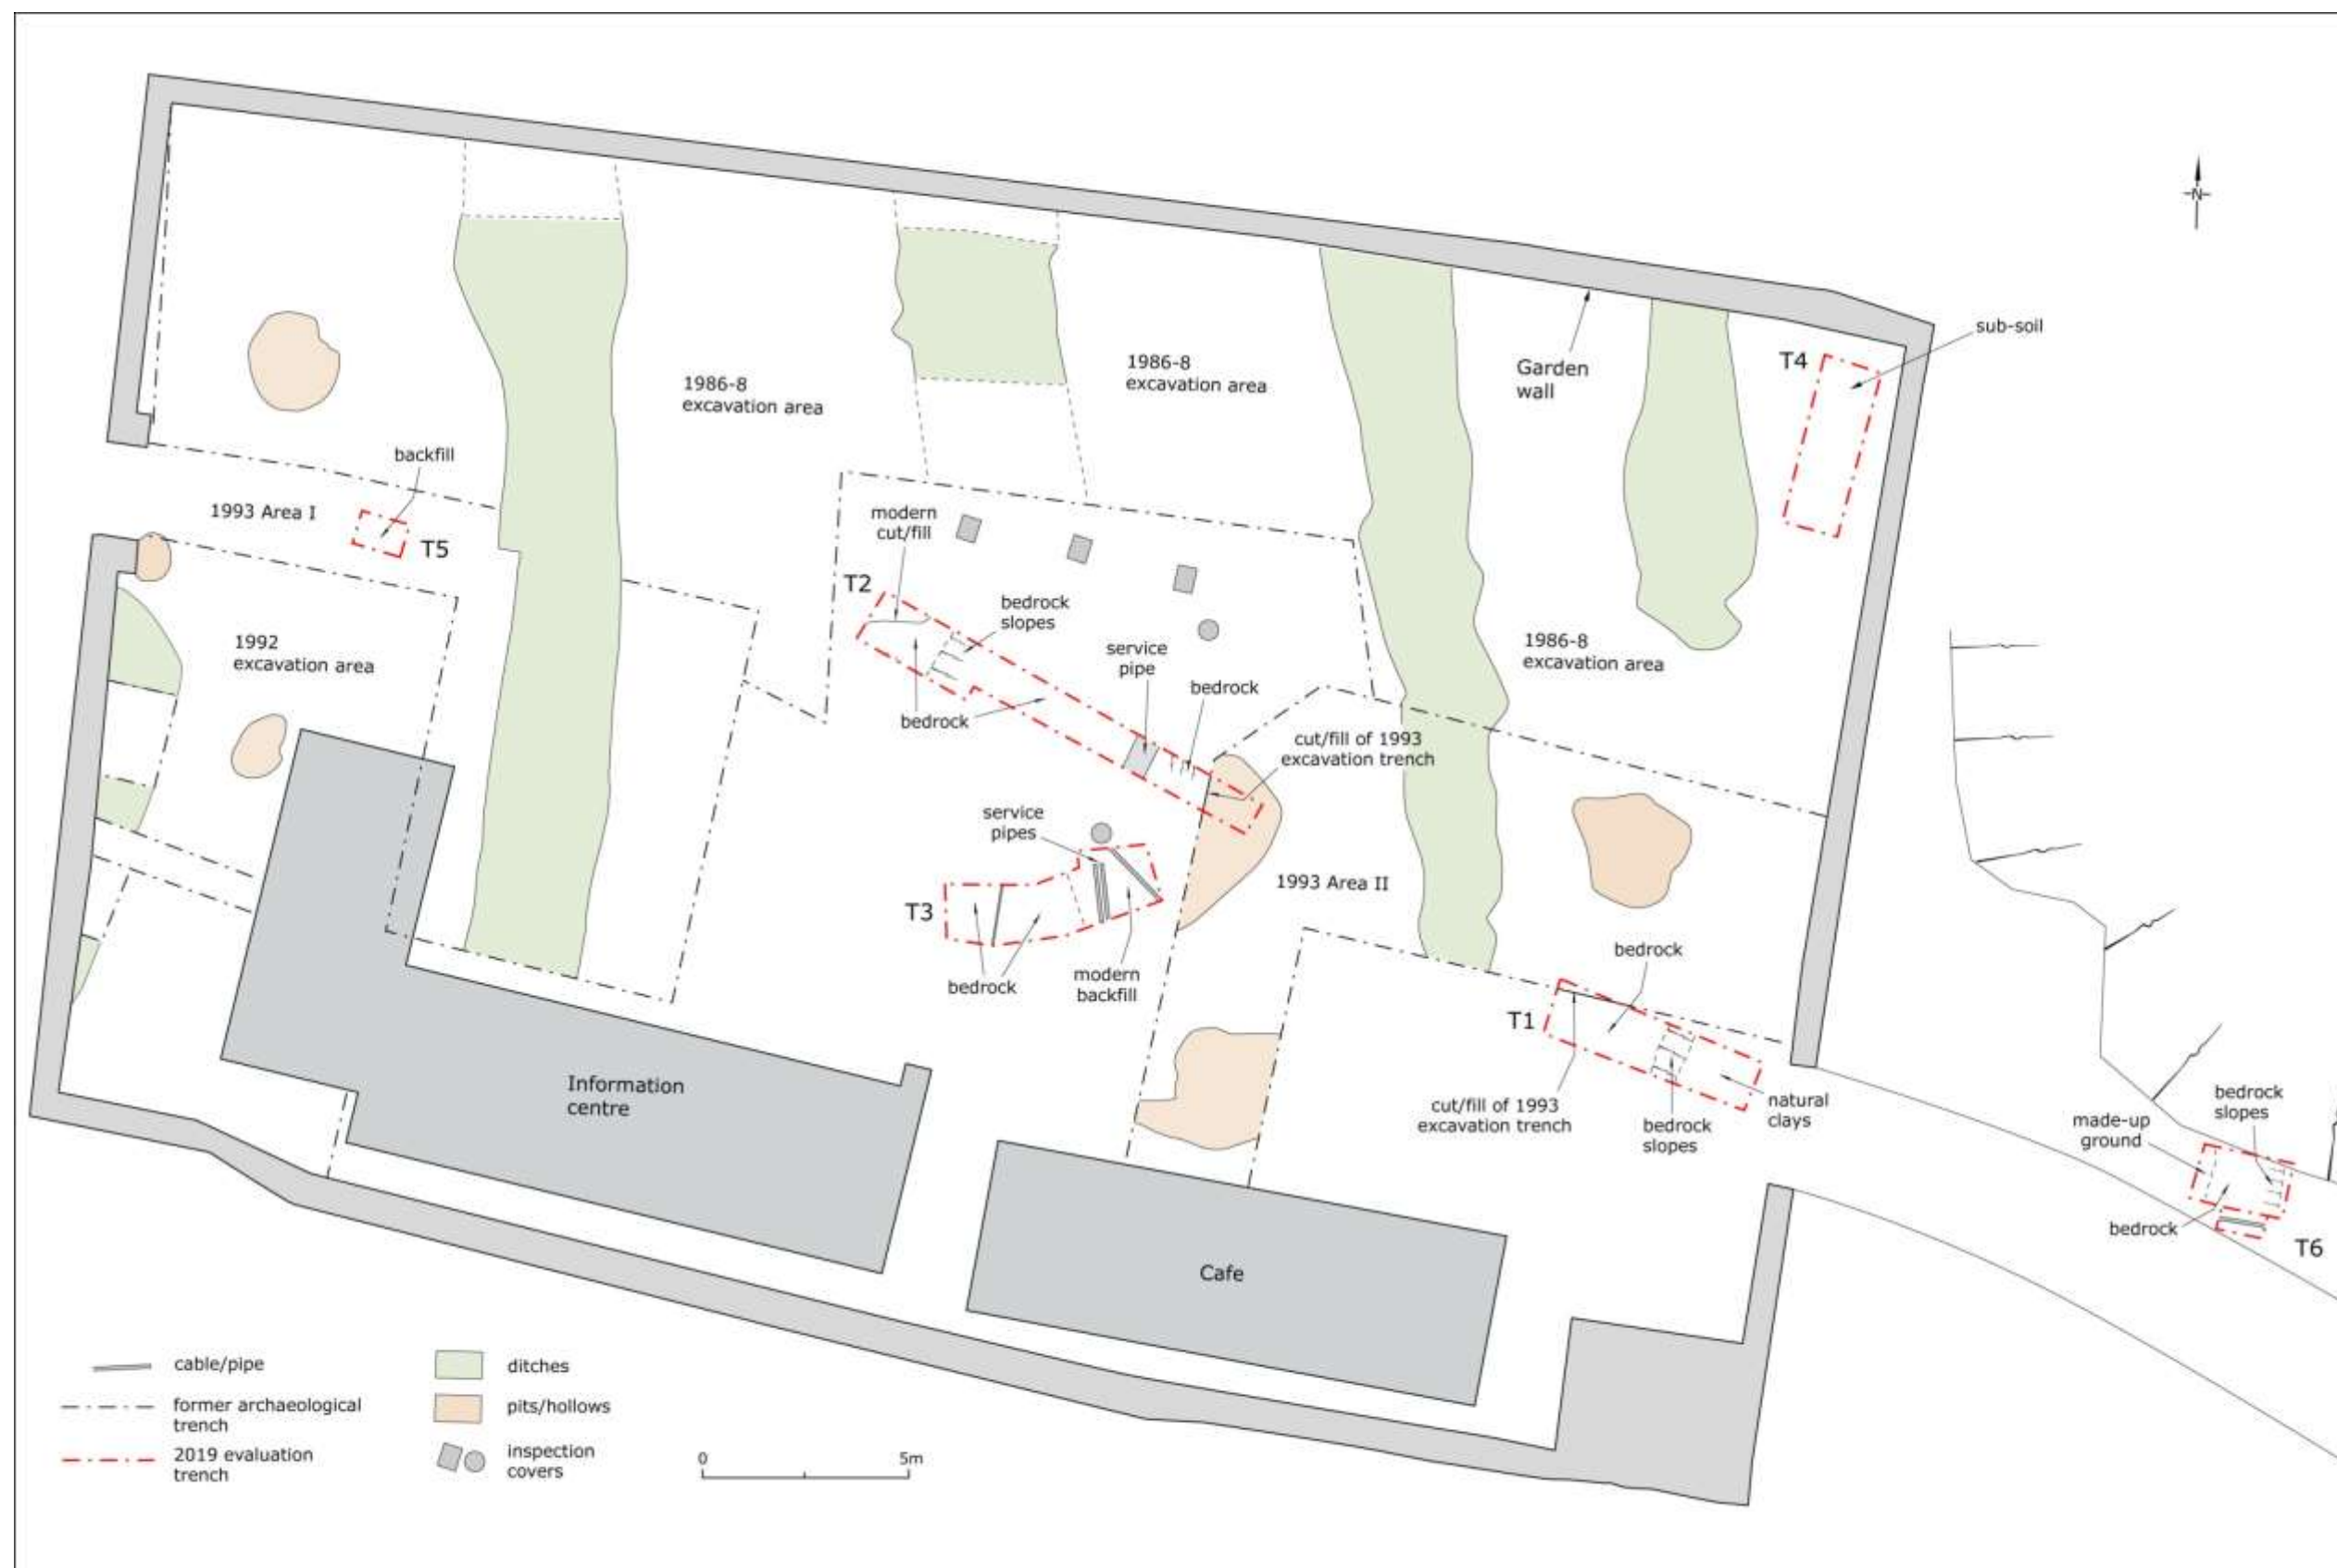 -N-
sub-soil
T4
Garden
wall
1986-8
excavation area
1986-8
excavation area
backfill
1993 Area I
T5
modern
cut/fill
T2
bedrock
slopes
service
pipe
bedrock
1992
excavation area
1986-8
excavation area
bedrock
cut/fill of 1993
excavation trench
service
pipes
1993 Area II
T3
bedrock
modern
backfill
bedrock
T1
cut/fill of 1993
excavation trench
bedrock
slopes
natural
clays
made-up
ground
bedrock
slopes
bedrock
T6
Information
centre
Cafe
cable/pipe
former archaeological
trench
2019 evaluation
trench
ditches
pits/hollows
inspection
covers
0
5m